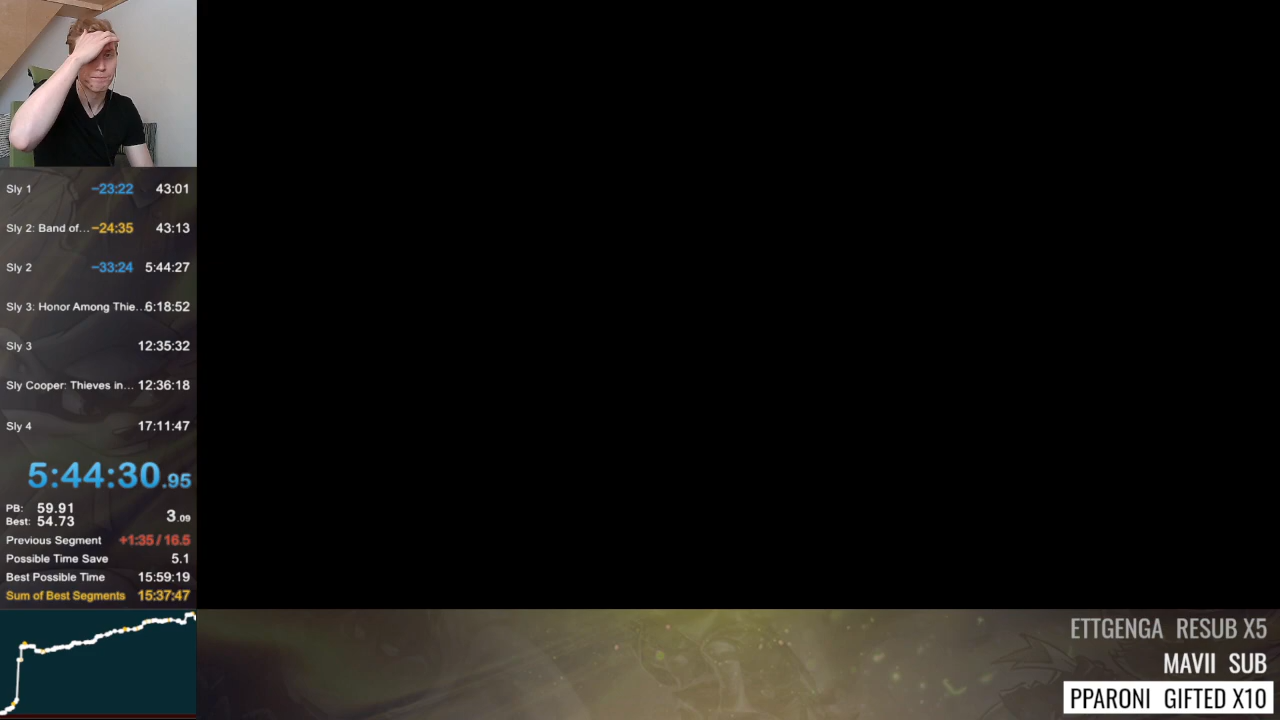 Sly 1 −23:22 43:01
Sly 2: Band of... −24:35 43:13
Sly 2 −33:24 5:44:27
Sly 3: Honor Among Thie... 6:18:52
Sly 3 12:35:32
Sly Cooper: Thieves in... 12:36:18
Sly 4 17:11:47
5:44:30.95
PB: 59.91
Best: 54.73
3.09
Previous Segment +1:35 / 16.5
Possible Time Save 5.1
Best Possible Time 15:59:19
Sum of Best Segments 15:37:47
ETTGENGA RESUB X5
MAVII SUB
PPARONI GIFTED X10